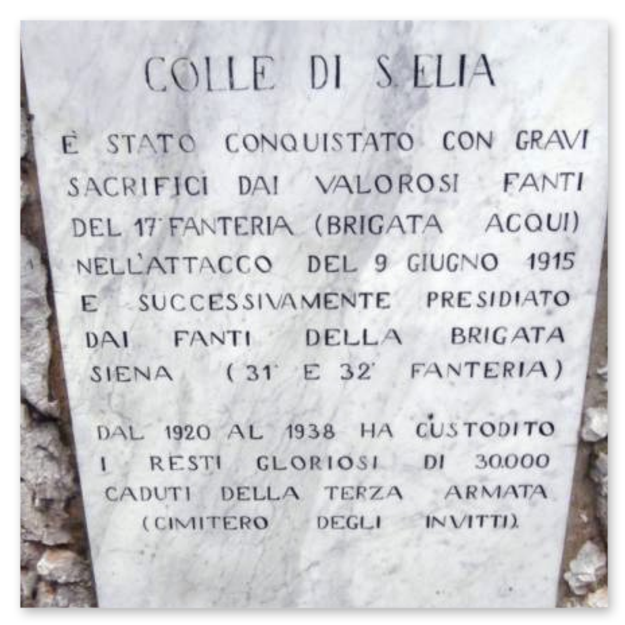 COLLE DI S. ELIA
È STATO CONQUISTATO CON GRAVI
SACRIFICI DAI VALOROSI FANTI
DEL 17° FANTERIA (BRIGATA ACQUI)
NELL'ATTACCO DEL 9 GIUGNO 1915
E SUCCESSIVAMENTE PRESIDIATO
DAI FANTI DELLA BRIGATA
SIENA (31° E 32° FANTERIA)
DAL 1920 AL 1938 HA CUSTODITO
I RESTI GLORIOSI DI 30.000
CADUTI DELLA TERZA ARMATA
(CIMITERO DEGLI INVITTI).